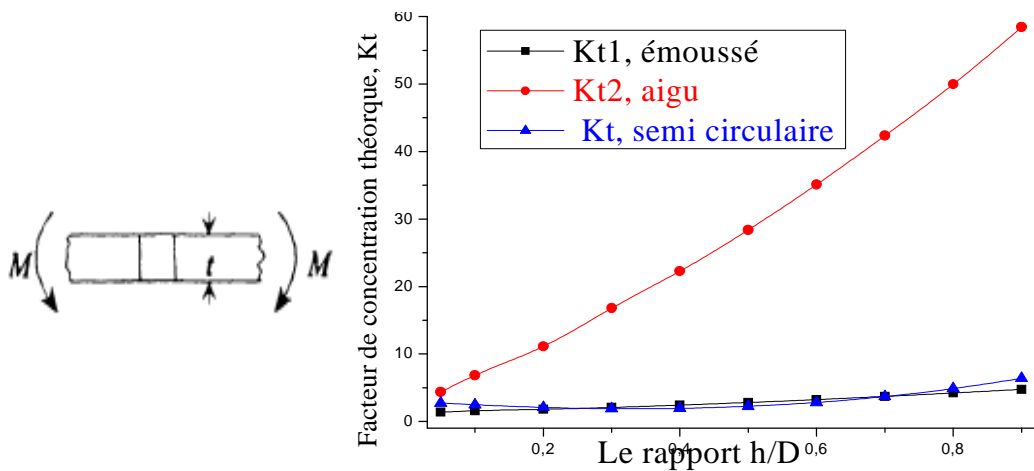 M
t
M
Facteur de concentration théorque, Kt
60
50
40
30
20
10
0
Kt1, émoussé
Kt2, aigu
Kt, semi circulaire
0,2
0,4
0,6
0,8
Le rapport h/D